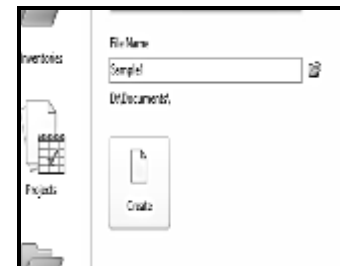 Inventories
File Name
Sample1
D:\Documents\
Projects
Create